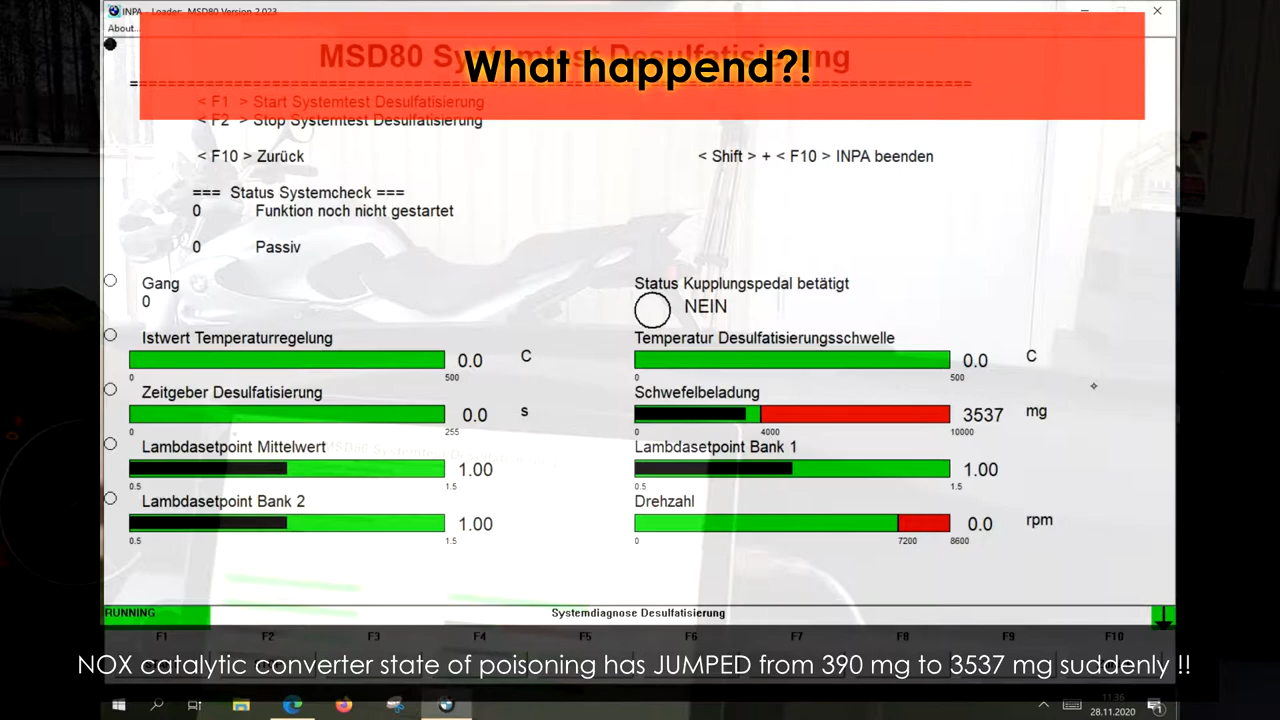 INPA - Loader: MSD80 Version 2.023
About...
MSD80 Systemtest Desulfatisierung
What happend?!
< F1 > Start Systemtest Desulfatisierung
< F2 > Stop Systemtest Desulfatisierung
< F10 > Zurück
< Shift > + < F10 > INPA beenden
=== Status Systemcheck ===
0 Funktion noch nicht gestartet
0 Passiv
Gang
0
Status Kupplungspedal betätigt
NEIN
Istwert Temperaturregelung
0.0 C
0 500
Temperatur Desulfatisierungsschwelle
0.0 C
0 500
Zeitgeber Desulfatisierung
0.0 s
0 255
Schwefelbeladung
3537 mg
0 4000 10000
Lambdasetpoint Mittelwert
1.00
0.5 1.5
Lambdasetpoint Bank 1
1.00
0.5 1.5
Lambdasetpoint Bank 2
1.00
0.5 1.5
Drehzahl
0.0 rpm
0 7200 8600
RUNNING
Systemdiagnose Desulfatisierung
F1 F2 F3 F4 F5 F6 F7 F8 F9 F10
NOX catalytic converter state of poisoning has JUMPED from 390 mg to 3537 mg suddenly !!
11.36
28.11.2020
1